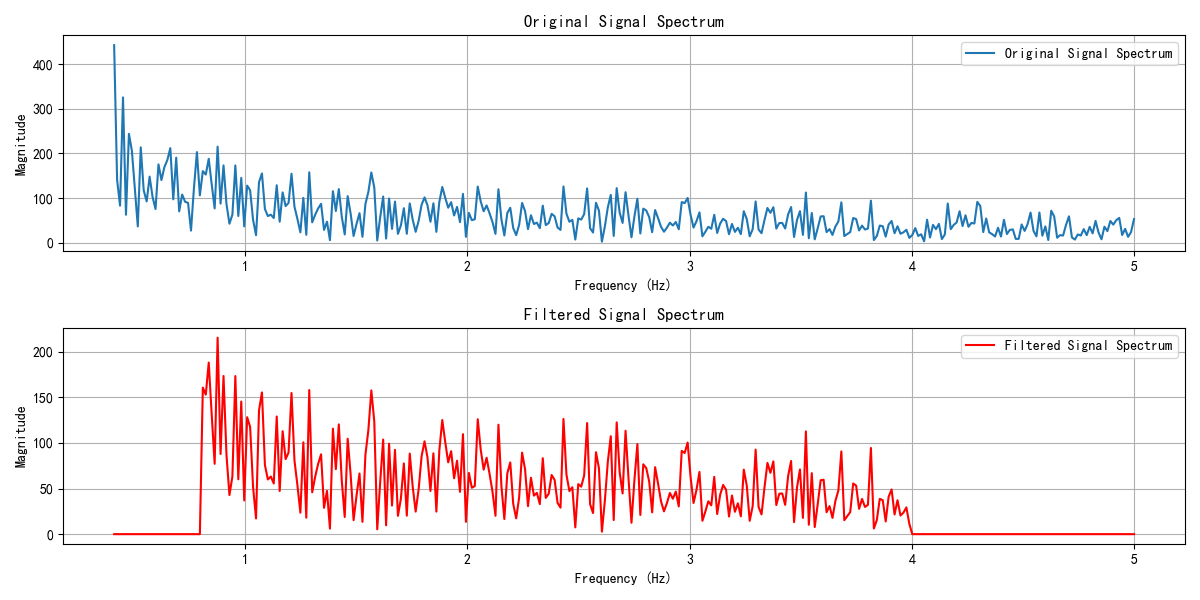 Original Signal Spectrum
Original Signal Spectrum
400
300
200
100
0
Magnitude
1 2 3 4 5
Frequency (Hz)
Filtered Signal Spectrum
Filtered Signal Spectrum
200
150
100
50
0
Magnitude
1 2 3 4 5
Frequency (Hz)